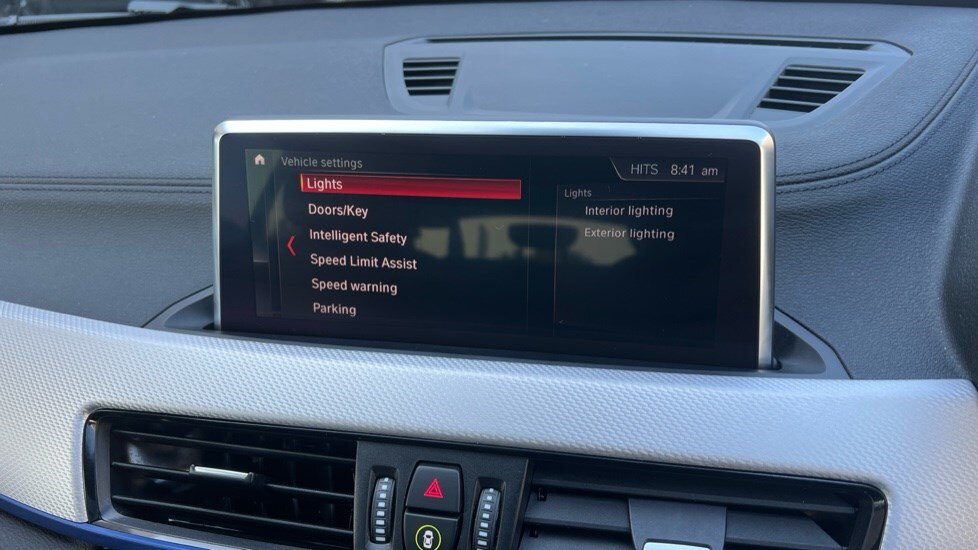 Vehicle settings
HITS 8:41 am
Lights
Doors/Key
Intelligent Safety
Speed Limit Assist
Speed warning
Parking
Lights
Interior lighting
Exterior lighting